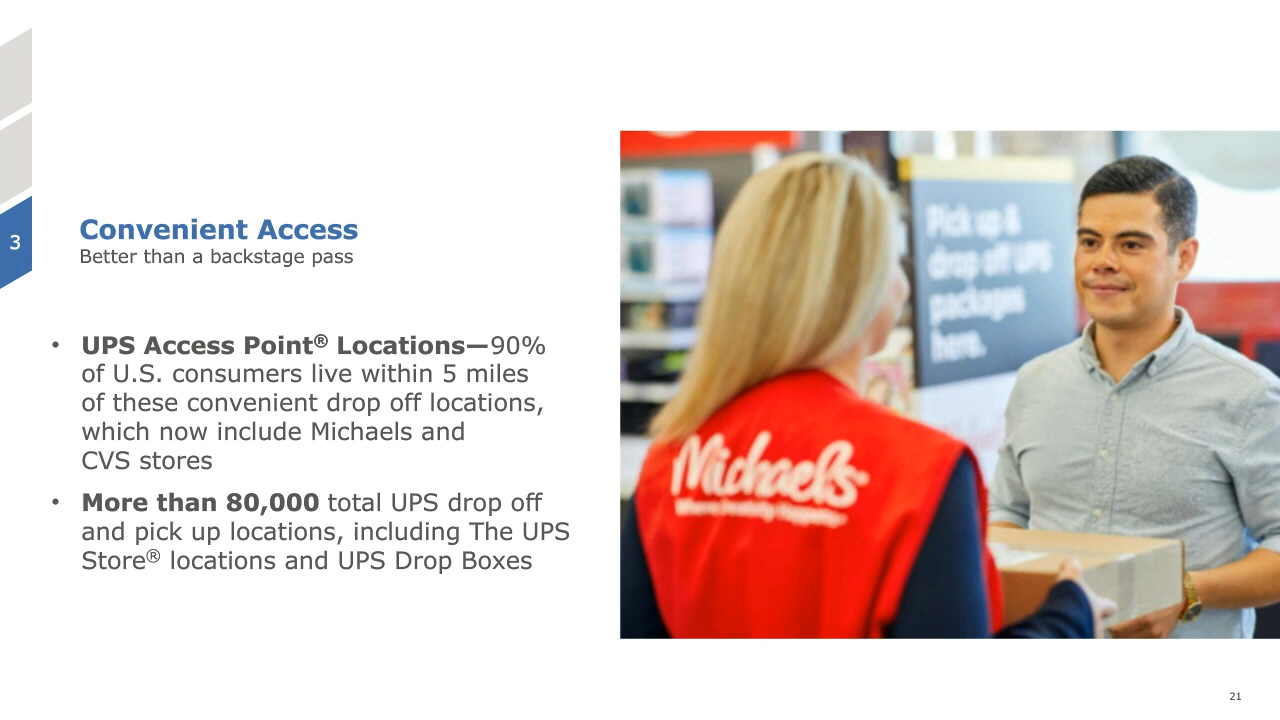 3
Convenient Access
Better than a backstage pass
• UPS Access Point® Locations—90%
of U.S. consumers live within 5 miles
of these convenient drop off locations,
which now include Michaels and
CVS stores
• More than 80,000 total UPS drop off
and pick up locations, including The UPS
Store® locations and UPS Drop Boxes
Pick up &
drop off UPS
packages
here.
Michaels
21